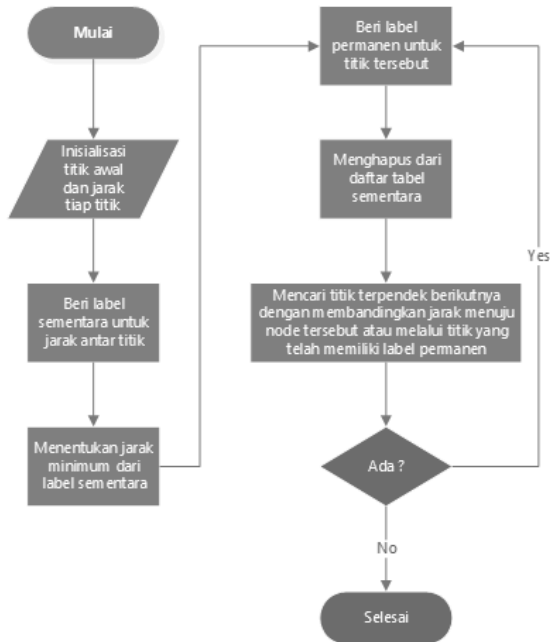 Mulai
Inisialisasi
titik awal
dan jarak
tiap titik
Beri label
sementara untuk
jarak antar titik
Menentukan jarak
minimum dari
label sementara
Beri label
permanen untuk
titik tersebut
Menghapus dari
daftar tabel
sementara
Mencari titik terpendek berikutnya
dengan membandingkan jarak menuju
node tersebut atau melalui titik yang
telah memiliki label permanen
Ada ?
Yes
No
Selesai